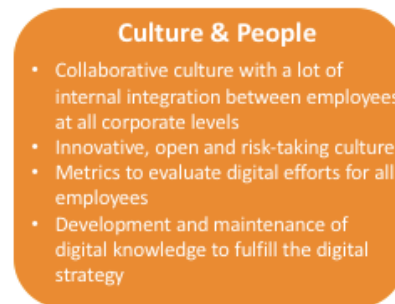 Culture & People
• Collaborative culture with a lot of
internal integration between employees
at all corporate levels
• Innovative, open and risk-taking culture
• Metrics to evaluate digital efforts for all
employees
• Development and maintenance of
digital knowledge to fulfill the digital
strategy